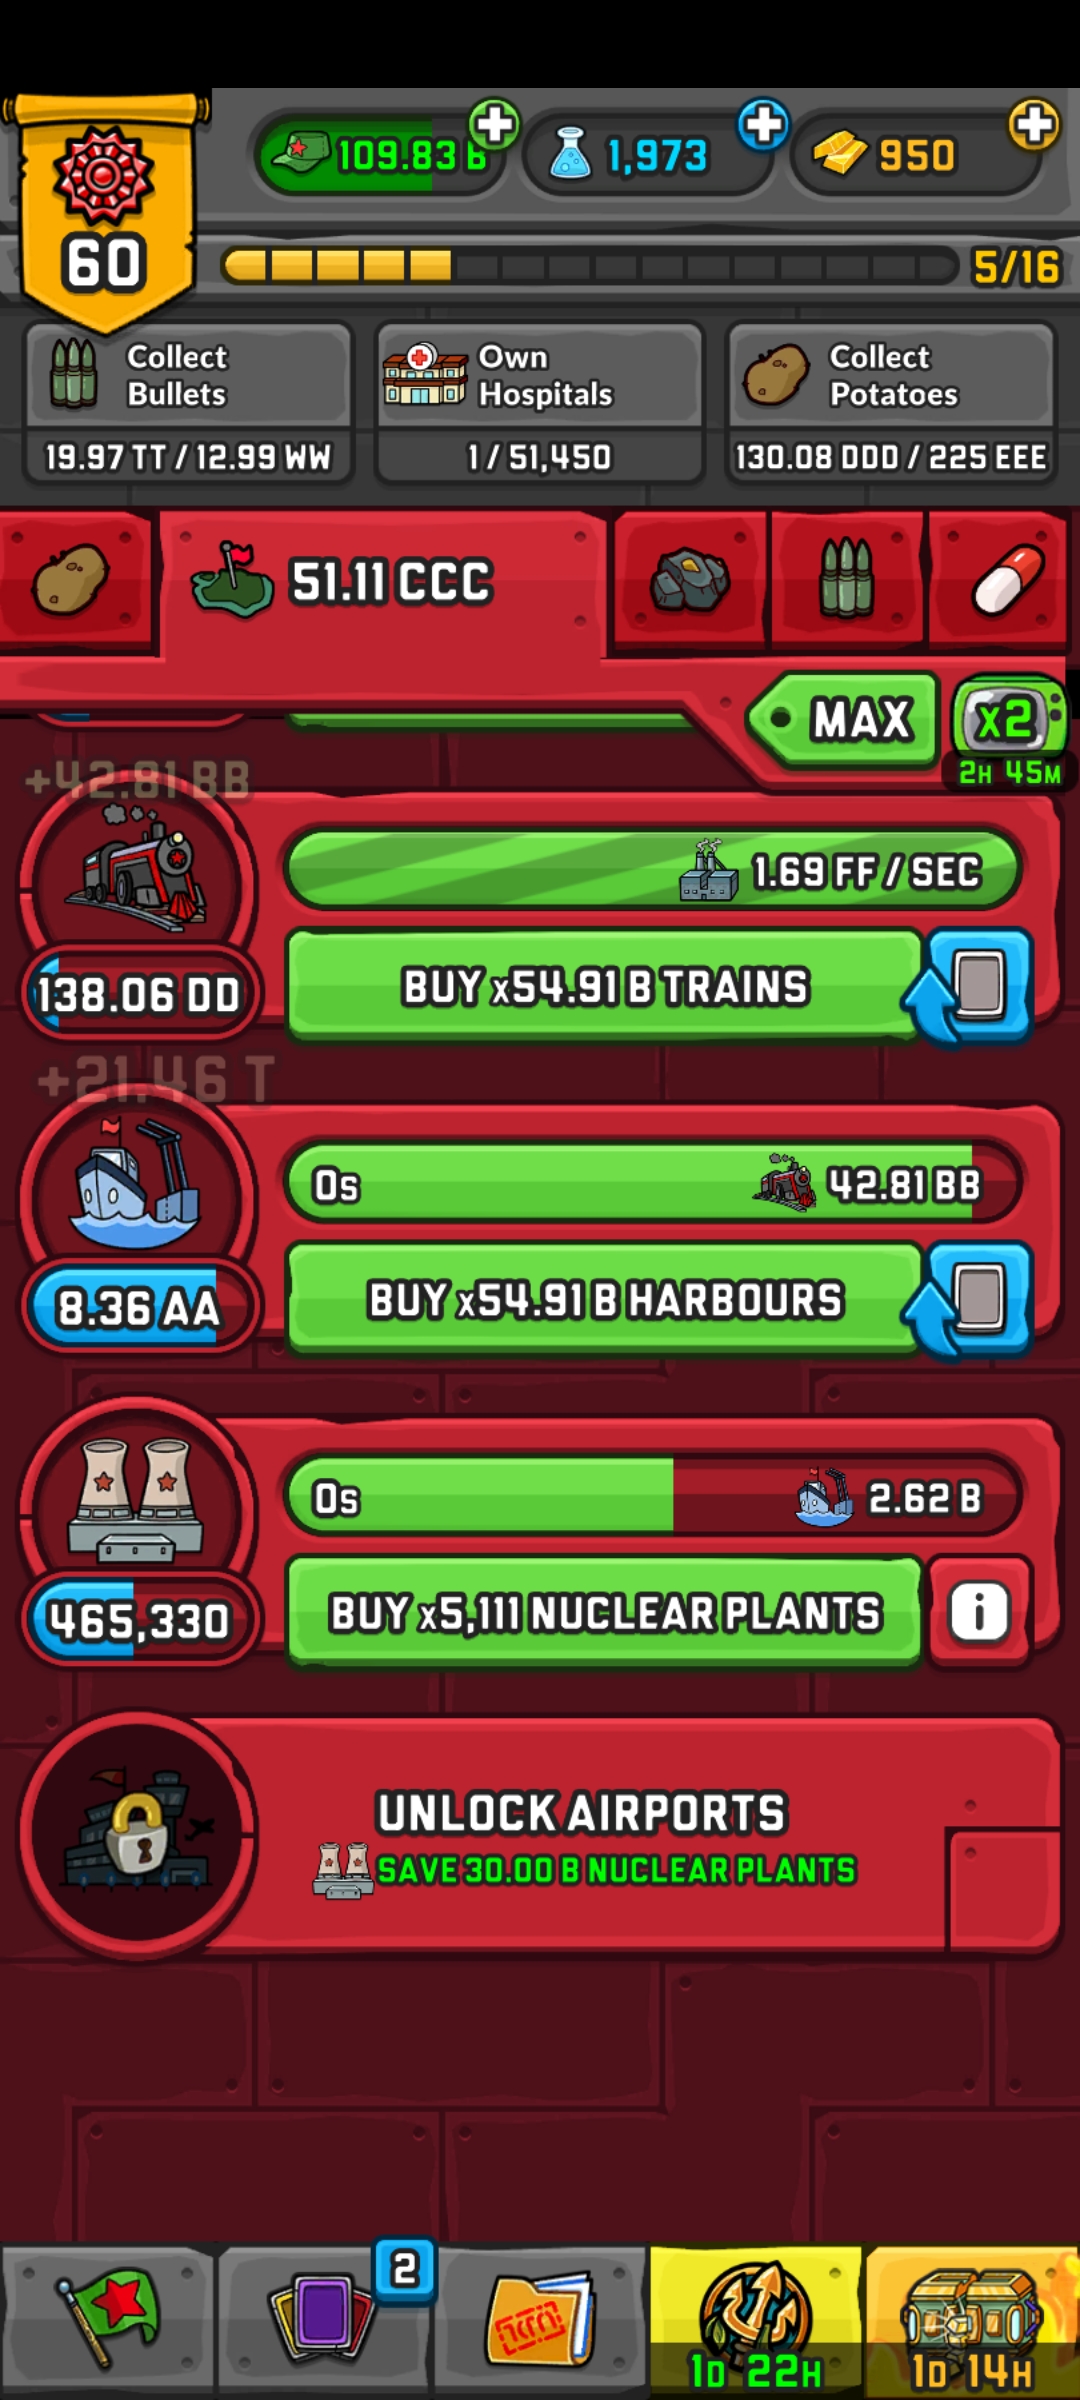 109.83 B
1,973
950
60
5/16
Collect Bullets
19.97 TT / 12.99 WW
Own Hospitals
1 / 51,450
Collect Potatoes
130.08 DDD / 225 EEE
51.11 CCC
MAX
x2
2H 45M
+42.81 BB
1.69 FF / SEC
138.06 DD
BUY x54.91 B TRAINS
+21.46 T
0s
42.81 BB
8.36 AA
BUY x54.91 B HARBOURS
0s
2.62 B
465,330
BUY x5,111 NUCLEAR PLANTS
i
UNLOCK AIRPORTS
SAVE 30.00 B NUCLEAR PLANTS
2
1D 22H
1D 14H